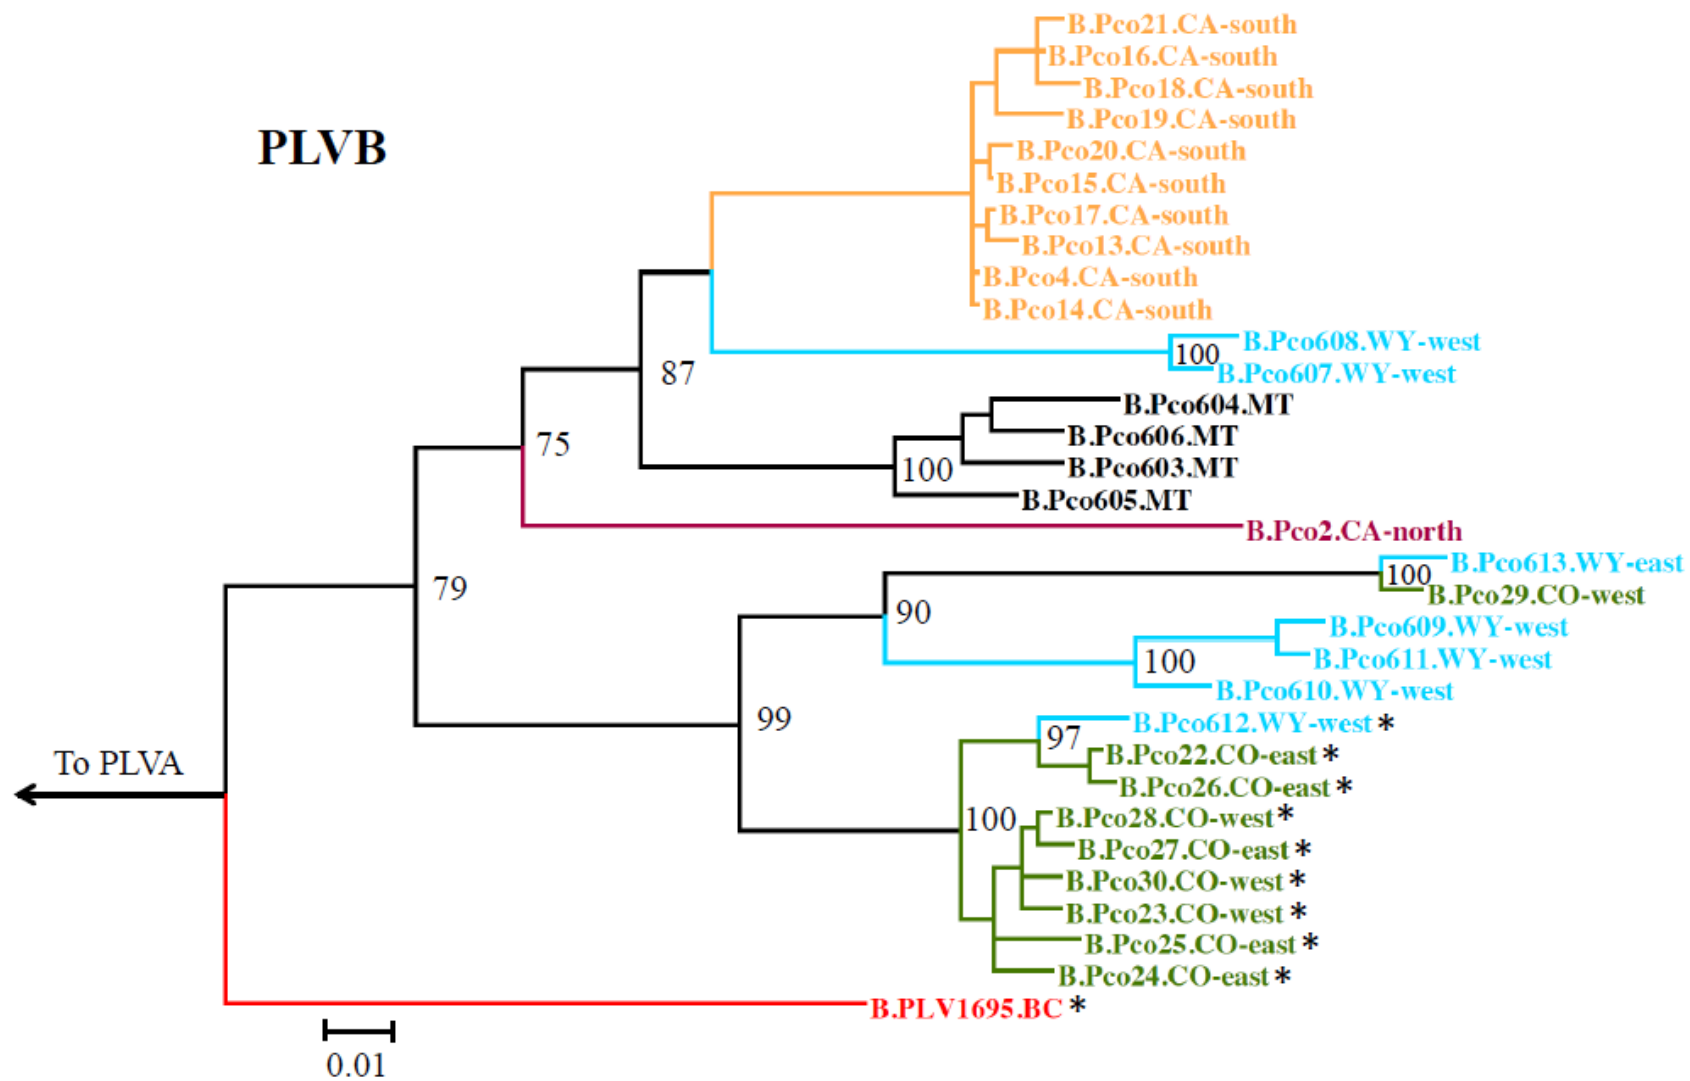 B.Pco21.CA-south
B.Pco16.CA-south
B.Pco18.CA-south
B.Pco19.CA-south
PLVB
B.Pco20.CA-south
B.Pco15.CA-south
B.Pco17.CA-south
B.Pco13.CA-south
B.Pco4.CA-south
B.Pco14.CA-south
B.Pco608.WY-west
100
B.Pco607.WY-west
87
B.Pco604.MT
B.Pco606.MT
75
B.Pco603.MT
100
B.Pco605.MT
B.Pco2.CA-north
B.Pco613.WY-east
100
79
B.Pco29.CO-west
90
B.Pco609.WY-west
B.Pco611.WY-west
100
B.Pco610.WY-west
99
B.Pco612.WY-west*
97
B.Pco22.CO-east*
To PLVA
B.Pco26.CO-east*
100
B.Pco28.CO-west*
B.Pco27.CO-east*
B.Pco30.CO-west*
B.Pco23.CO-west*
B.Pco25.CO-east*
B.Pco24.CO-east*
B.PLV1695.BC*
0.01